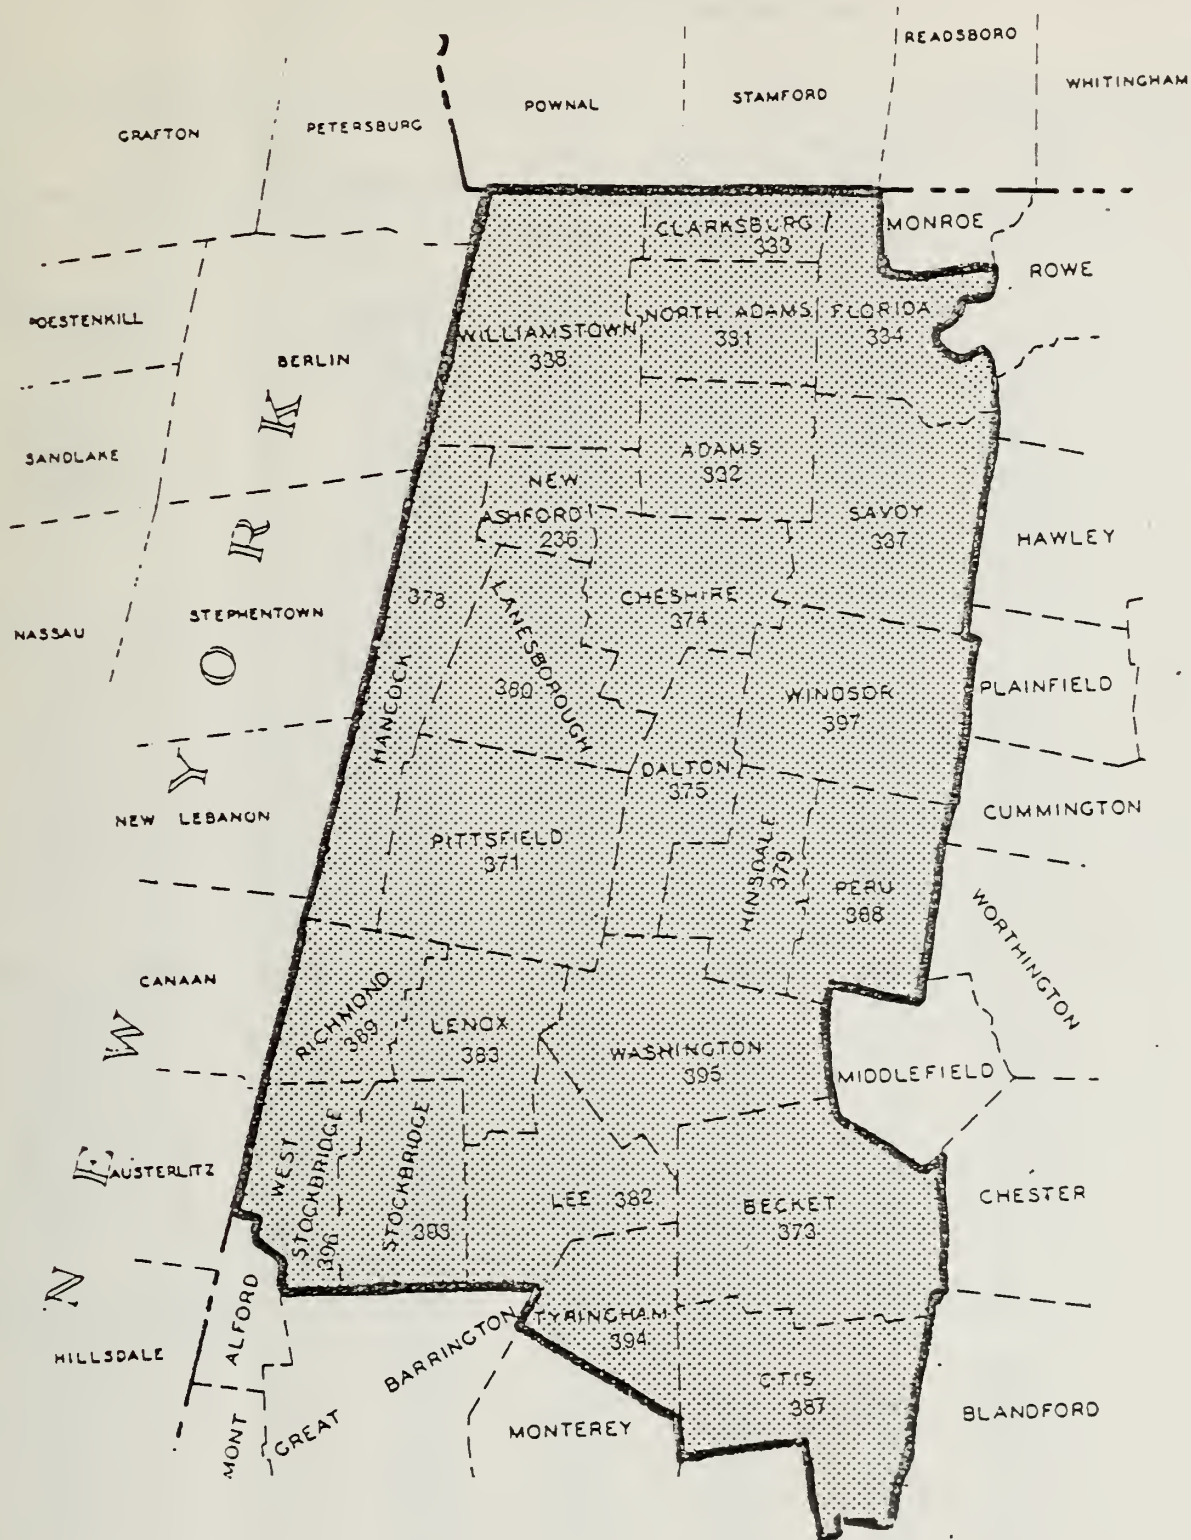 READSBORO
WHITINGHAM
STAMFORD
POWNAL
PETERSBURG
GRAFTON
CLARKSBURG
333
MONROE
ROWE
POESTENKILL
BERLIN
WILLIAMSTOWN
338
NORTH ADAMS
331
FLORIDA
334
SANDLAKE
ADAMS
332
NEW
ASHFORD
236
SAVOY
337
HAWLEY
NASSAU
STEPHENTOWN
378
HANCOCK
LANESBOROUGH
380
CHESHIRE
374
WINDSOR
397
PLAINFIELD
NEW LEBANON
DALTON
375
CUMMINGTON
PITTSFIELD
371
HINSDALE
379
PERU
388
WORTHINGTON
CANAAN
RICHMOND
389
LENOX
383
WASHINGTON
395
MIDDLEFIELD
AUSTERLITZ
WEST
STOCKBRIDGE
396
STOCKBRIDGE
393
LEE 382
BECKET
373
CHESTER
HILLSDALE
ALFORD
GREAT BARRINGTON
TYRINGHAM
394
OTIS
387
BLANDFORD
MONT
MONTEREY
NEW YORK